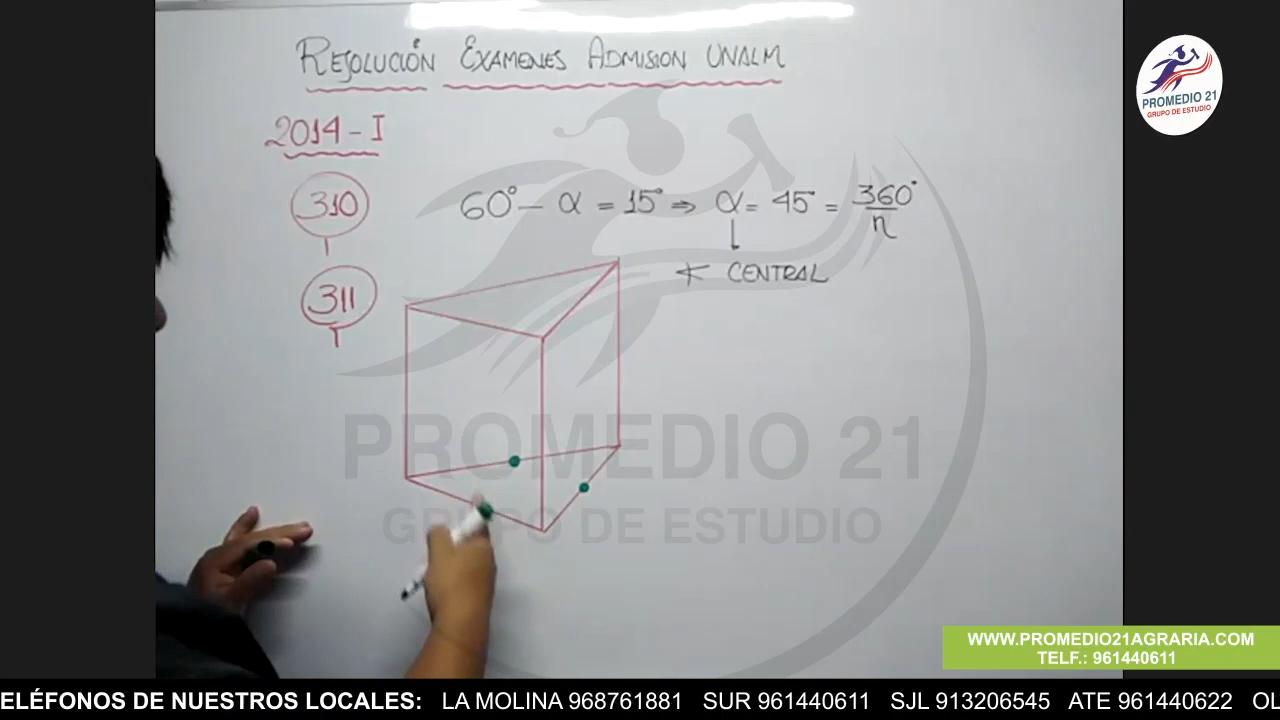 RESOLUCIÓN EXAMENES ADMISION UNALM
PROMEDIO 21
GRUPO DE ESTUDIO
2014 - I
310
60° - α = 15° ⇒ α = 45° = 360°/n
∢ CENTRAL
311
PROMEDIO 21
GRUPO DE ESTUDIO
WWW.PROMEDIO21AGRARIA.COM
TELF.: 961440611
ELÉFONOS DE NUESTROS LOCALES: LA MOLINA 968761881 SUR 961440611 SJL 913206545 ATE 961440622 OL